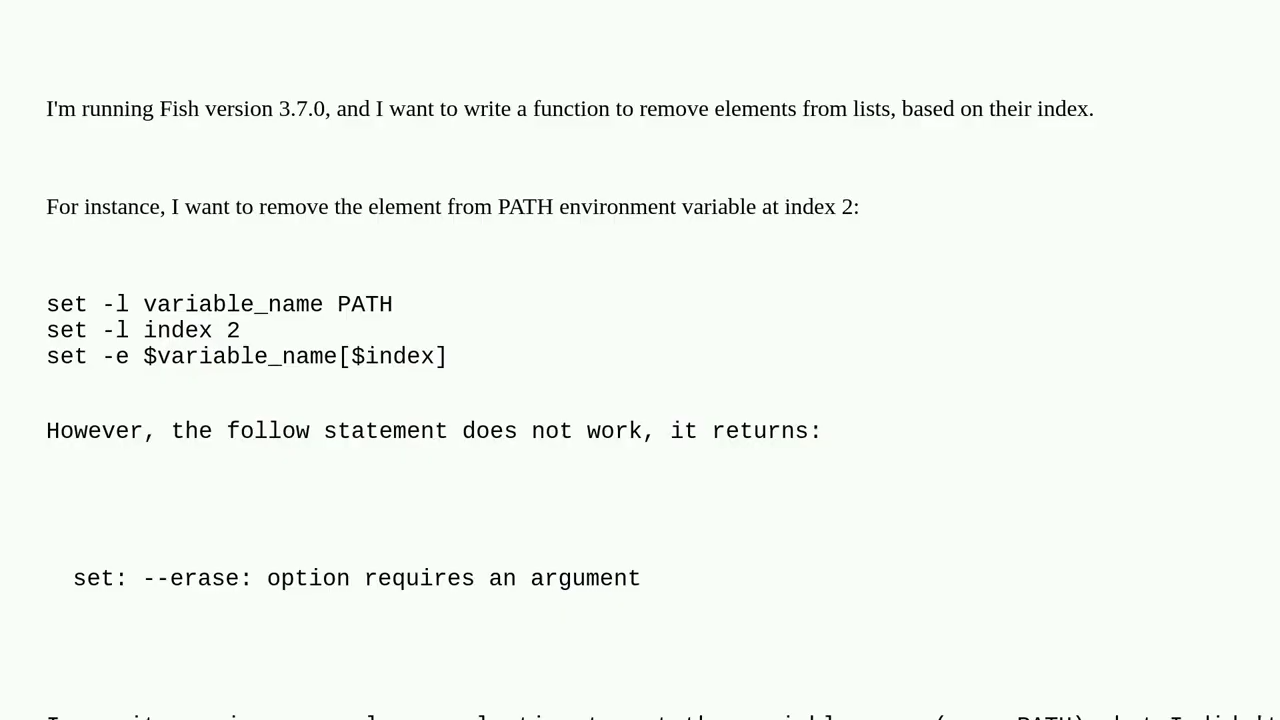 I'm running Fish version 3.7.0, and I want to write a function to remove elements from lists, based on their index.
For instance, I want to remove the element from PATH environment variable at index 2:
set -l variable_name PATH
set -l index 2
set -e $variable_name[$index]
However, the follow statement does not work, it returns:
set: --erase: option requires an argument